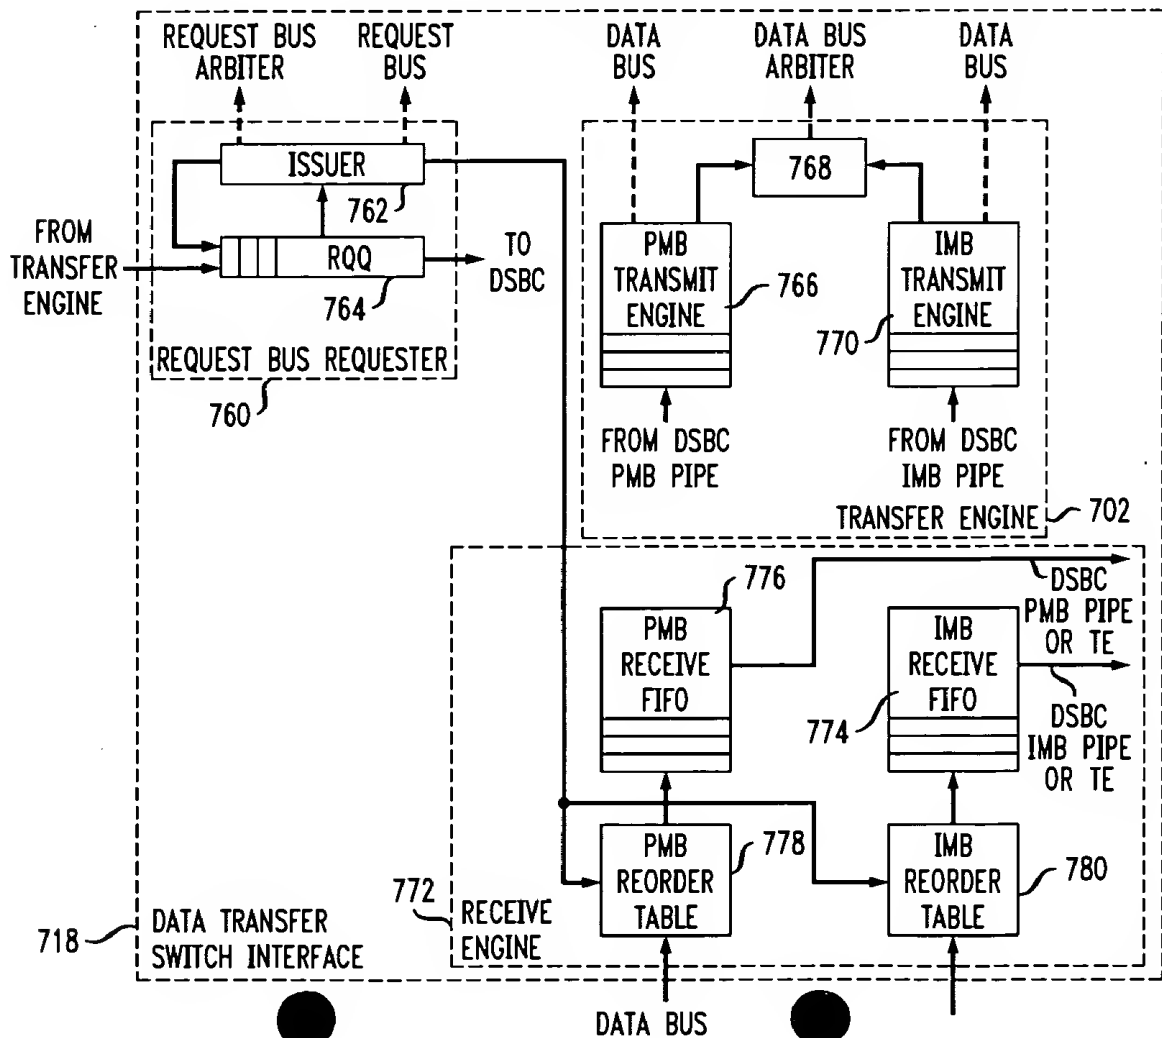 REQUEST BUS
ARBITER
REQUEST
BUS
DATA
BUS
DATA BUS
ARBITER
DATA
BUS
ISSUER
762
768
FROM
TRANSFER
ENGINE
RQQ
764
TO
DSBC
REQUEST BUS REQUESTER
760
PMB
TRANSMIT
ENGINE
766
IMB
TRANSMIT
ENGINE
770
FROM DSBC
PMB PIPE
FROM DSBC
IMB PIPE
TRANSFER ENGINE
702
776
PMB
RECEIVE
FIFO
DSBC
PMB PIPE
OR TE
IMB
RECEIVE
FIFO
774
DSBC
IMB PIPE
OR TE
PMB
REORDER
TABLE
778
IMB
REORDER
TABLE
780
772
RECEIVE
ENGINE
718
DATA TRANSFER
SWITCH INTERFACE
DATA BUS